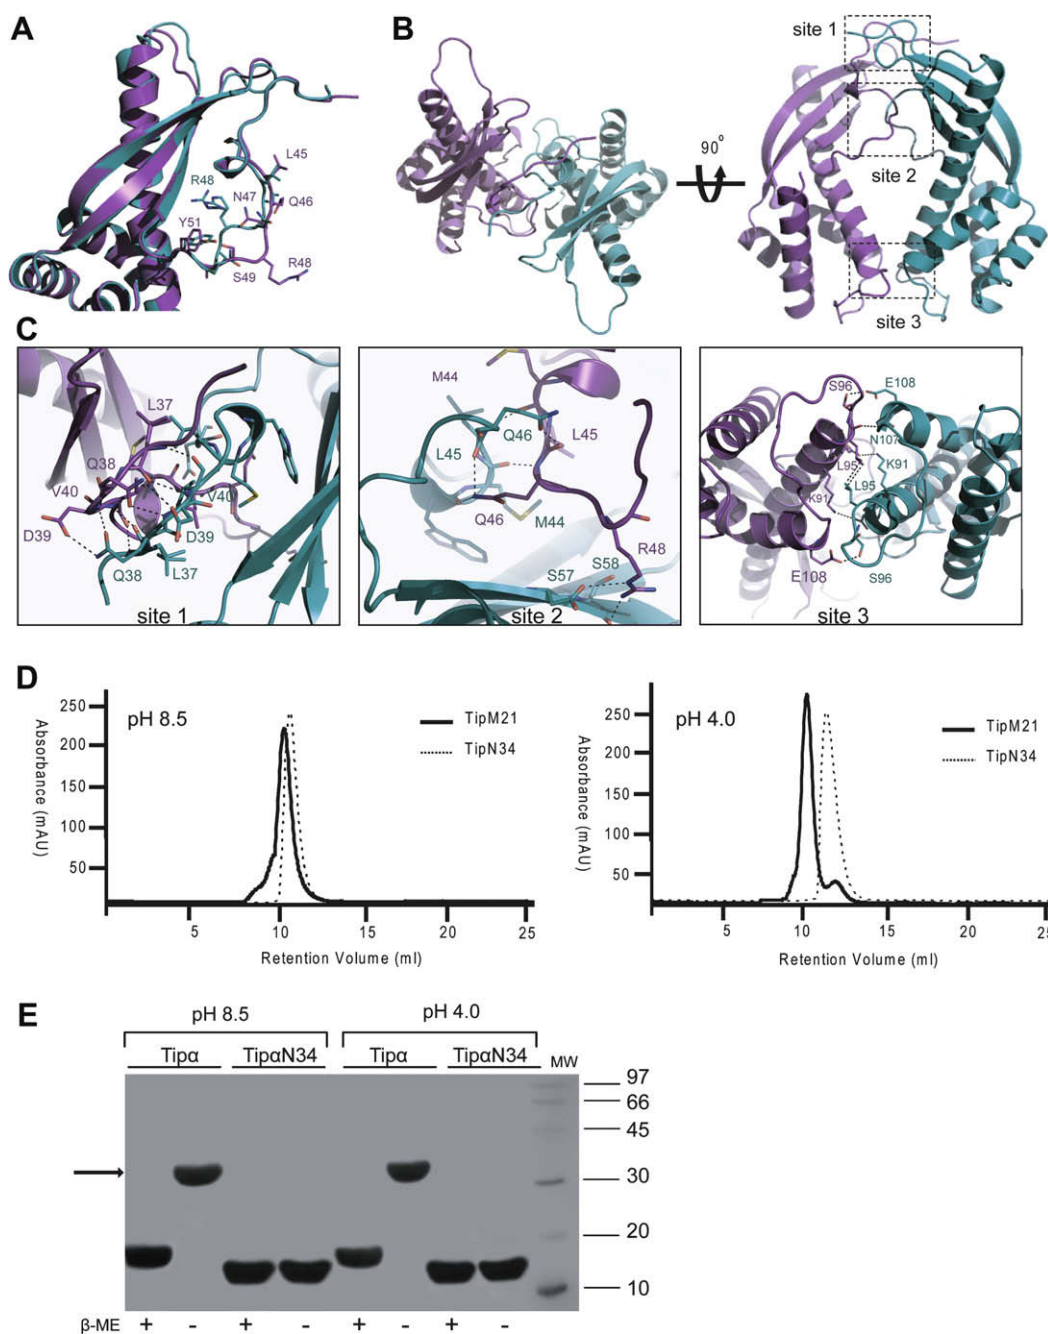 A
L45
R48
N47
Q46
Y51
S49
R48
B
90°
site 1
site 2
site 3
C
L37
Q38
V40
V40
D39
D39
Q38
L37
site 1
M44
Q46
L45
L45
Q46
M44
R48
S58
S57
site 2
S96
E108
N107
L95
K91
L95
K91
E108
S96
site 3
D
pH 8.5
TipM21
TipN34
Absorbance (mAU)
250
200
150
100
50
5
10
15
20
25
Retention Volume (ml)
pH 4.0
TipM21
TipN34
Absorbance (mAU)
250
200
150
100
50
5
10
15
20
25
Retention Volume (ml)
E
pH 8.5
pH 4.0
Tipα
TipαN34
Tipα
TipαN34
MW
97
66
45
30
20
10
β-ME + - + - + - + -